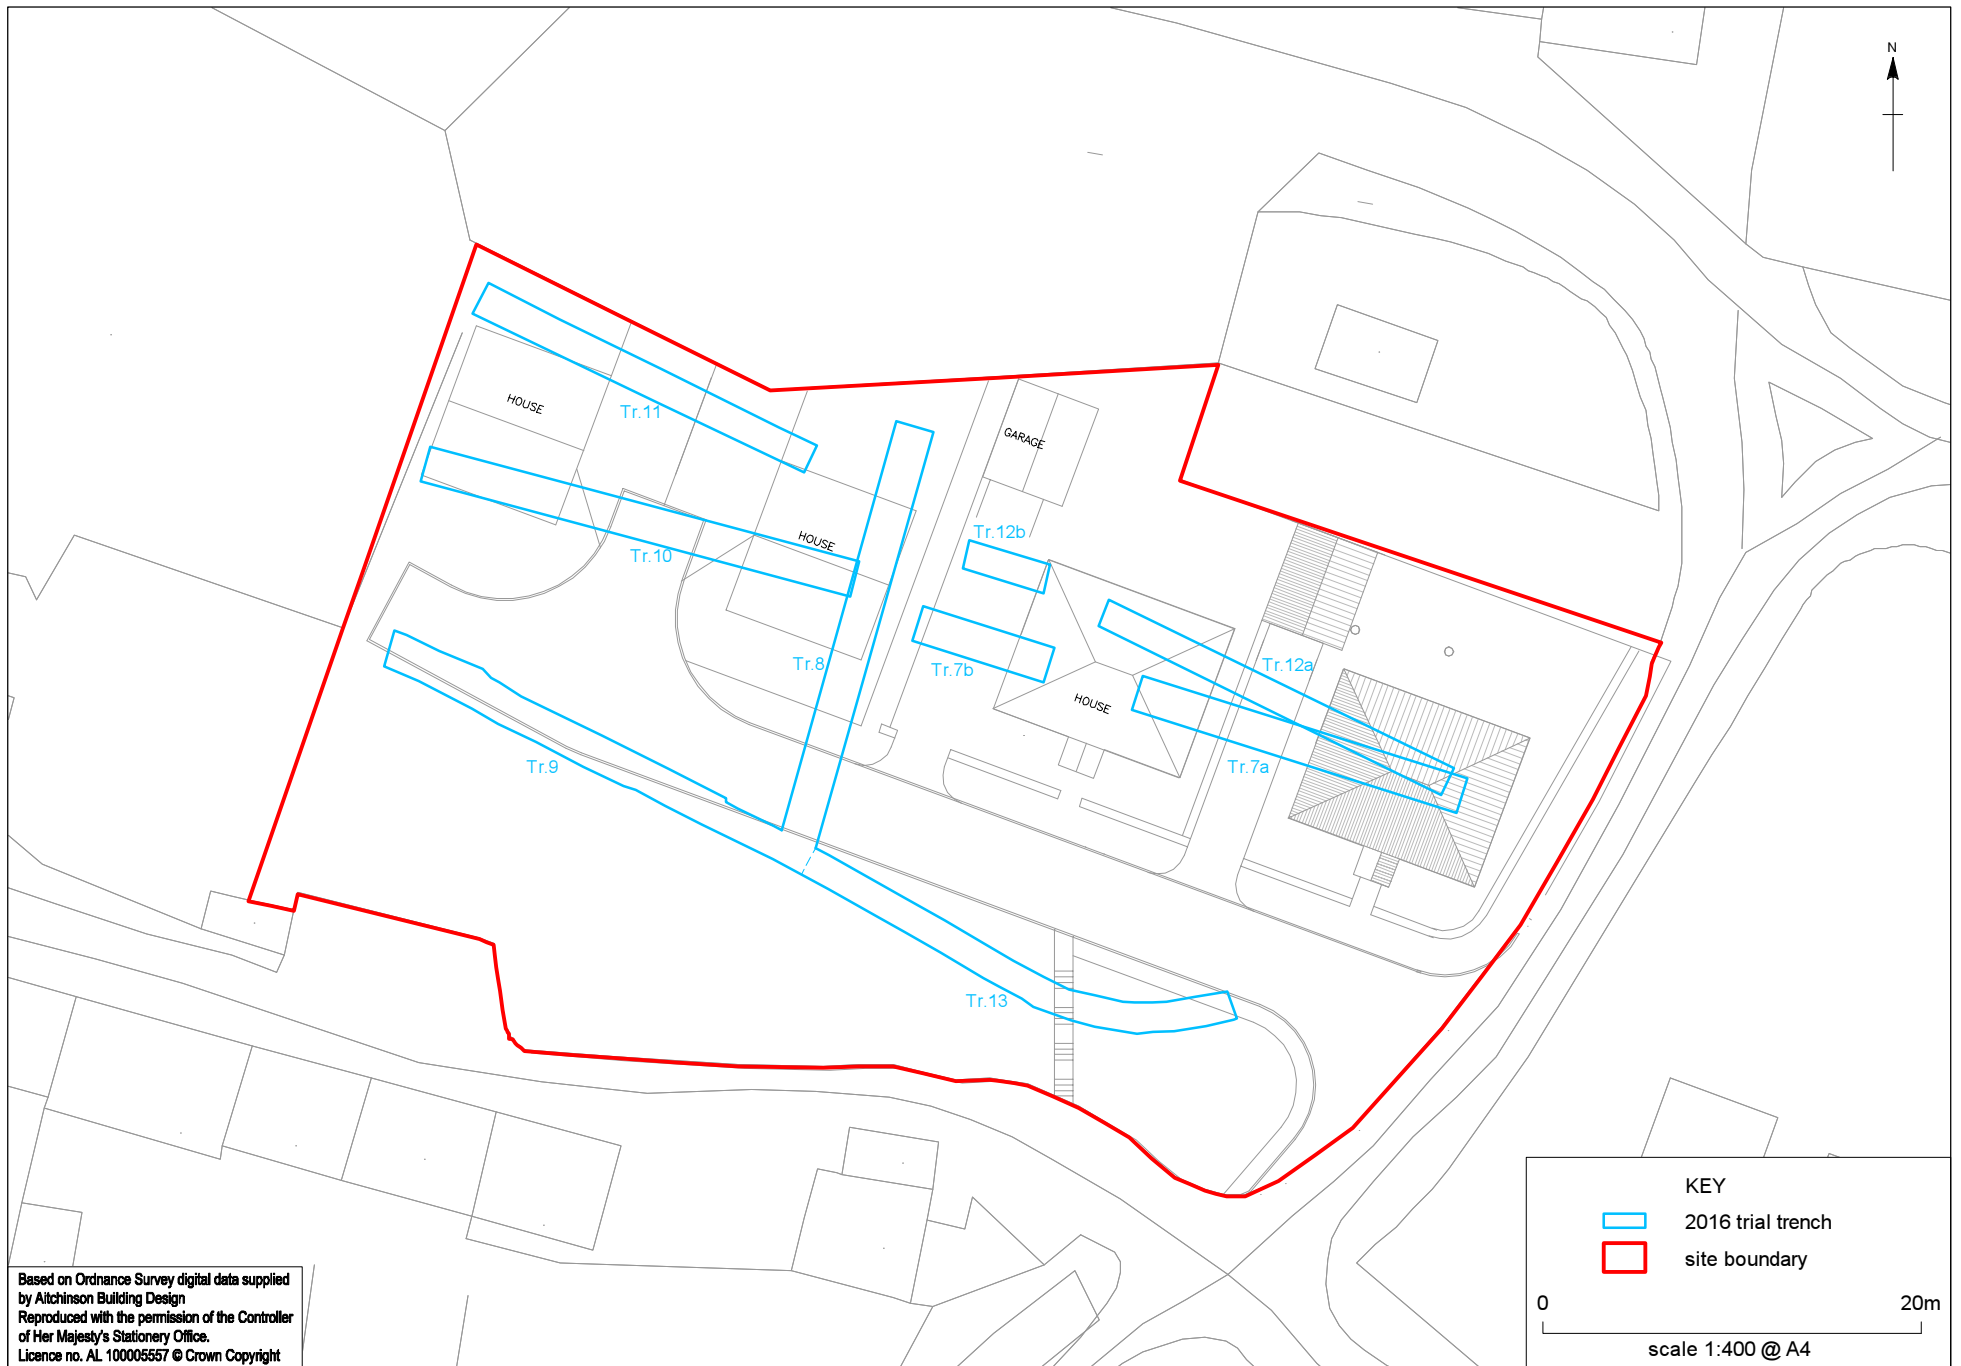 N
Tr.11
HOUSE
GARAGE
Tr.12b
HOUSE
Tr.10
Tr.8
Tr.7b
Tr.12a
HOUSE
Tr.9
Tr.7a
Tr.13
KEY
2016 trial trench
site boundary
0 20m
scale 1:400 @ A4
Based on Ordnance Survey digital data supplied
by Aitchinson Building Design
Reproduced with the permission of the Controller
of Her Majesty's Stationery Office.
Licence no. AL 100005557 © Crown Copyright